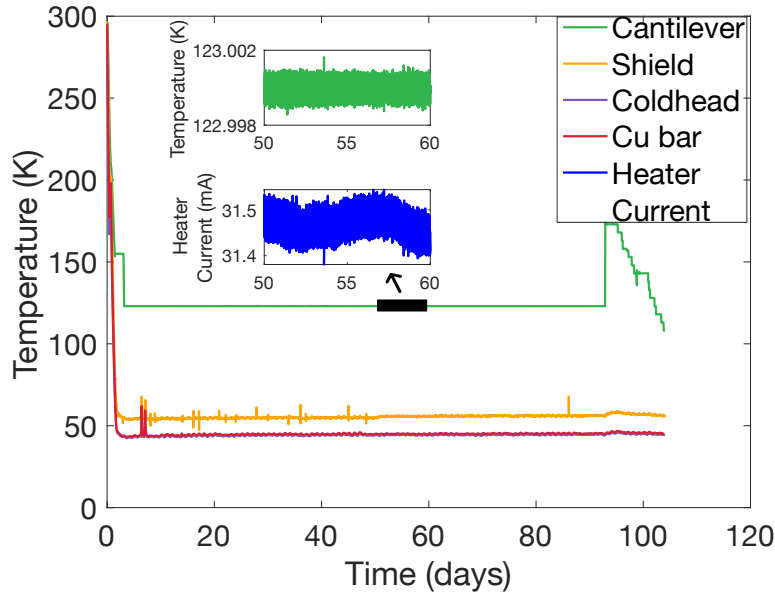 300
250
200
150
100
50
0
Temperature (K)
0 20 40 60 80 100 120
Time (days)
Temperature (K)
123.002
122.998
50 55 60
Heater
Current (mA)
31.5
31.4
50 55 60
Cantilever
Shield
Coldhead
Cu bar
Heater
Current